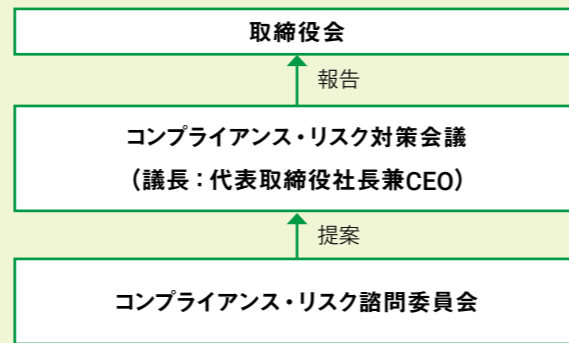 取締役会
報告
コンプライアンス・リスク対策会議
（議長：代表取締役社長兼CEO）
提案
コンプライアンス・リスク諮問委員会